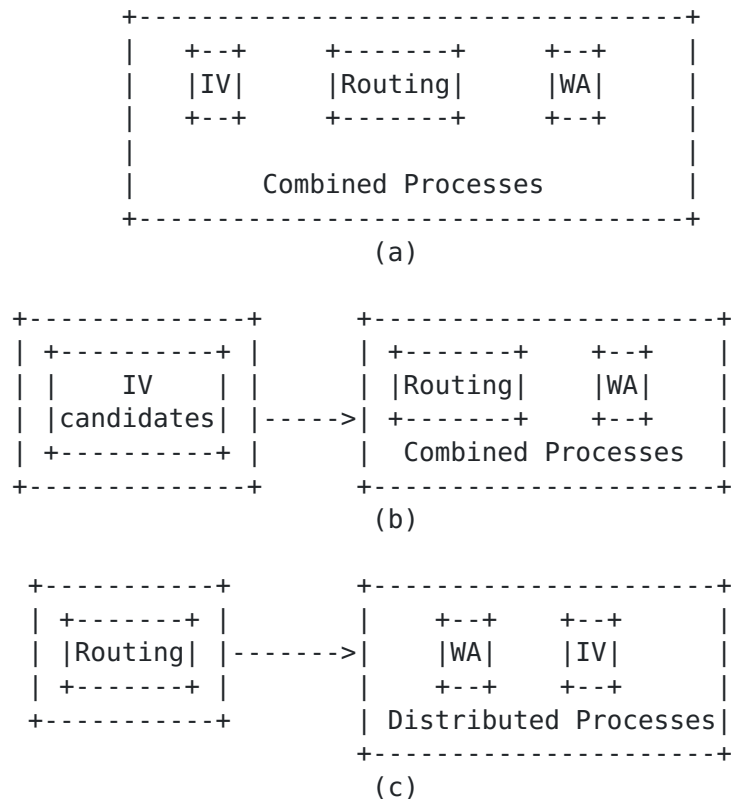 IV Routing WA
Combined Processes
(a)
IV Routing WA
candidates
Combined Processes
(b)
Routing WA IV
Distributed Processes
(c)